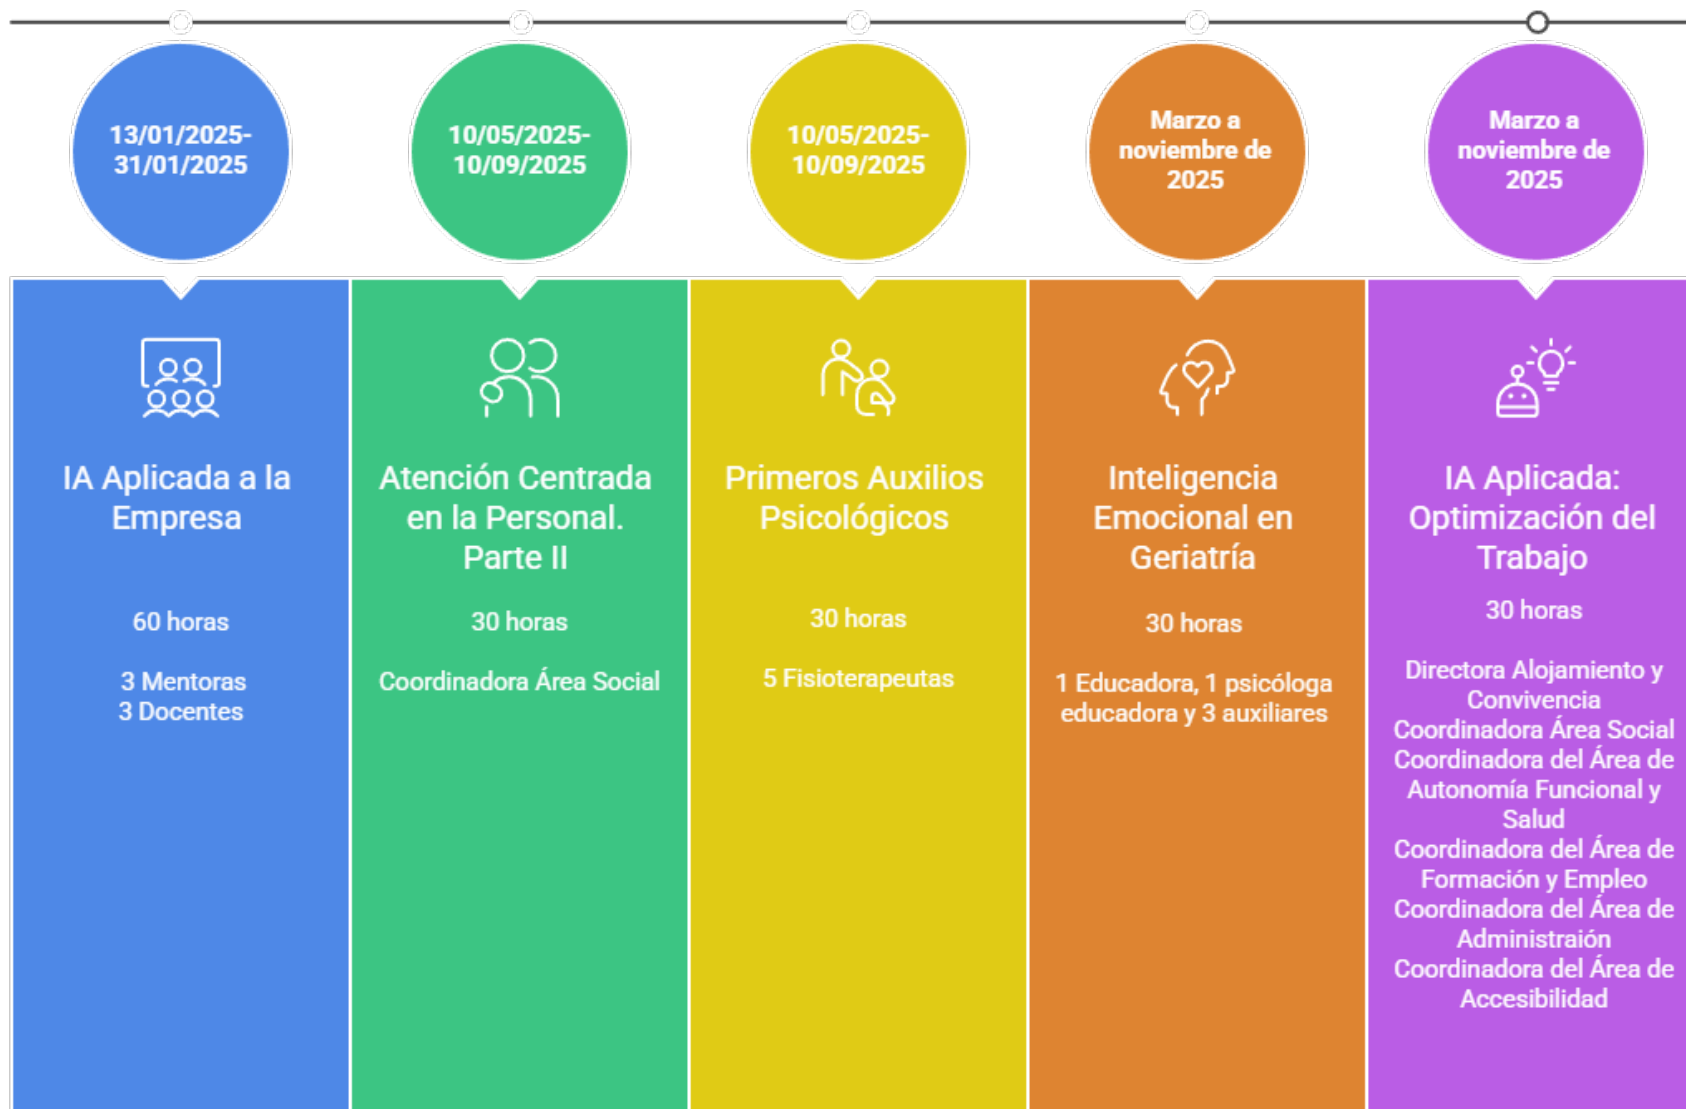 13/01/2025-
31/01/2025
IA Aplicada a la
Empresa
60 horas
3 Mentoras
3 Docentes
10/05/2025-
10/09/2025
Atención Centrada
en la Personal.
Parte II
30 horas
Coordinadora Área Social
10/05/2025-
10/09/2025
Primeros Auxilios
Psicológicos
30 horas
5 Fisioterapeutas
Marzo a
noviembre de
2025
Inteligencia
Emocional en
Geriatría
30 horas
1 Educadora, 1 psicóloga
educadora y 3 auxiliares
Marzo a
noviembre de
2025
IA Aplicada:
Optimización del
Trabajo
30 horas
Directora Alojamiento y
Convivencia
Coordinadora Área Social
Coordinadora del Área de
Autonomía Funcional y
Salud
Coordinadora del Área de
Formación y Empleo
Coordinadora del Área de
Administraión
Coordinadora del Área de
Accesibilidad